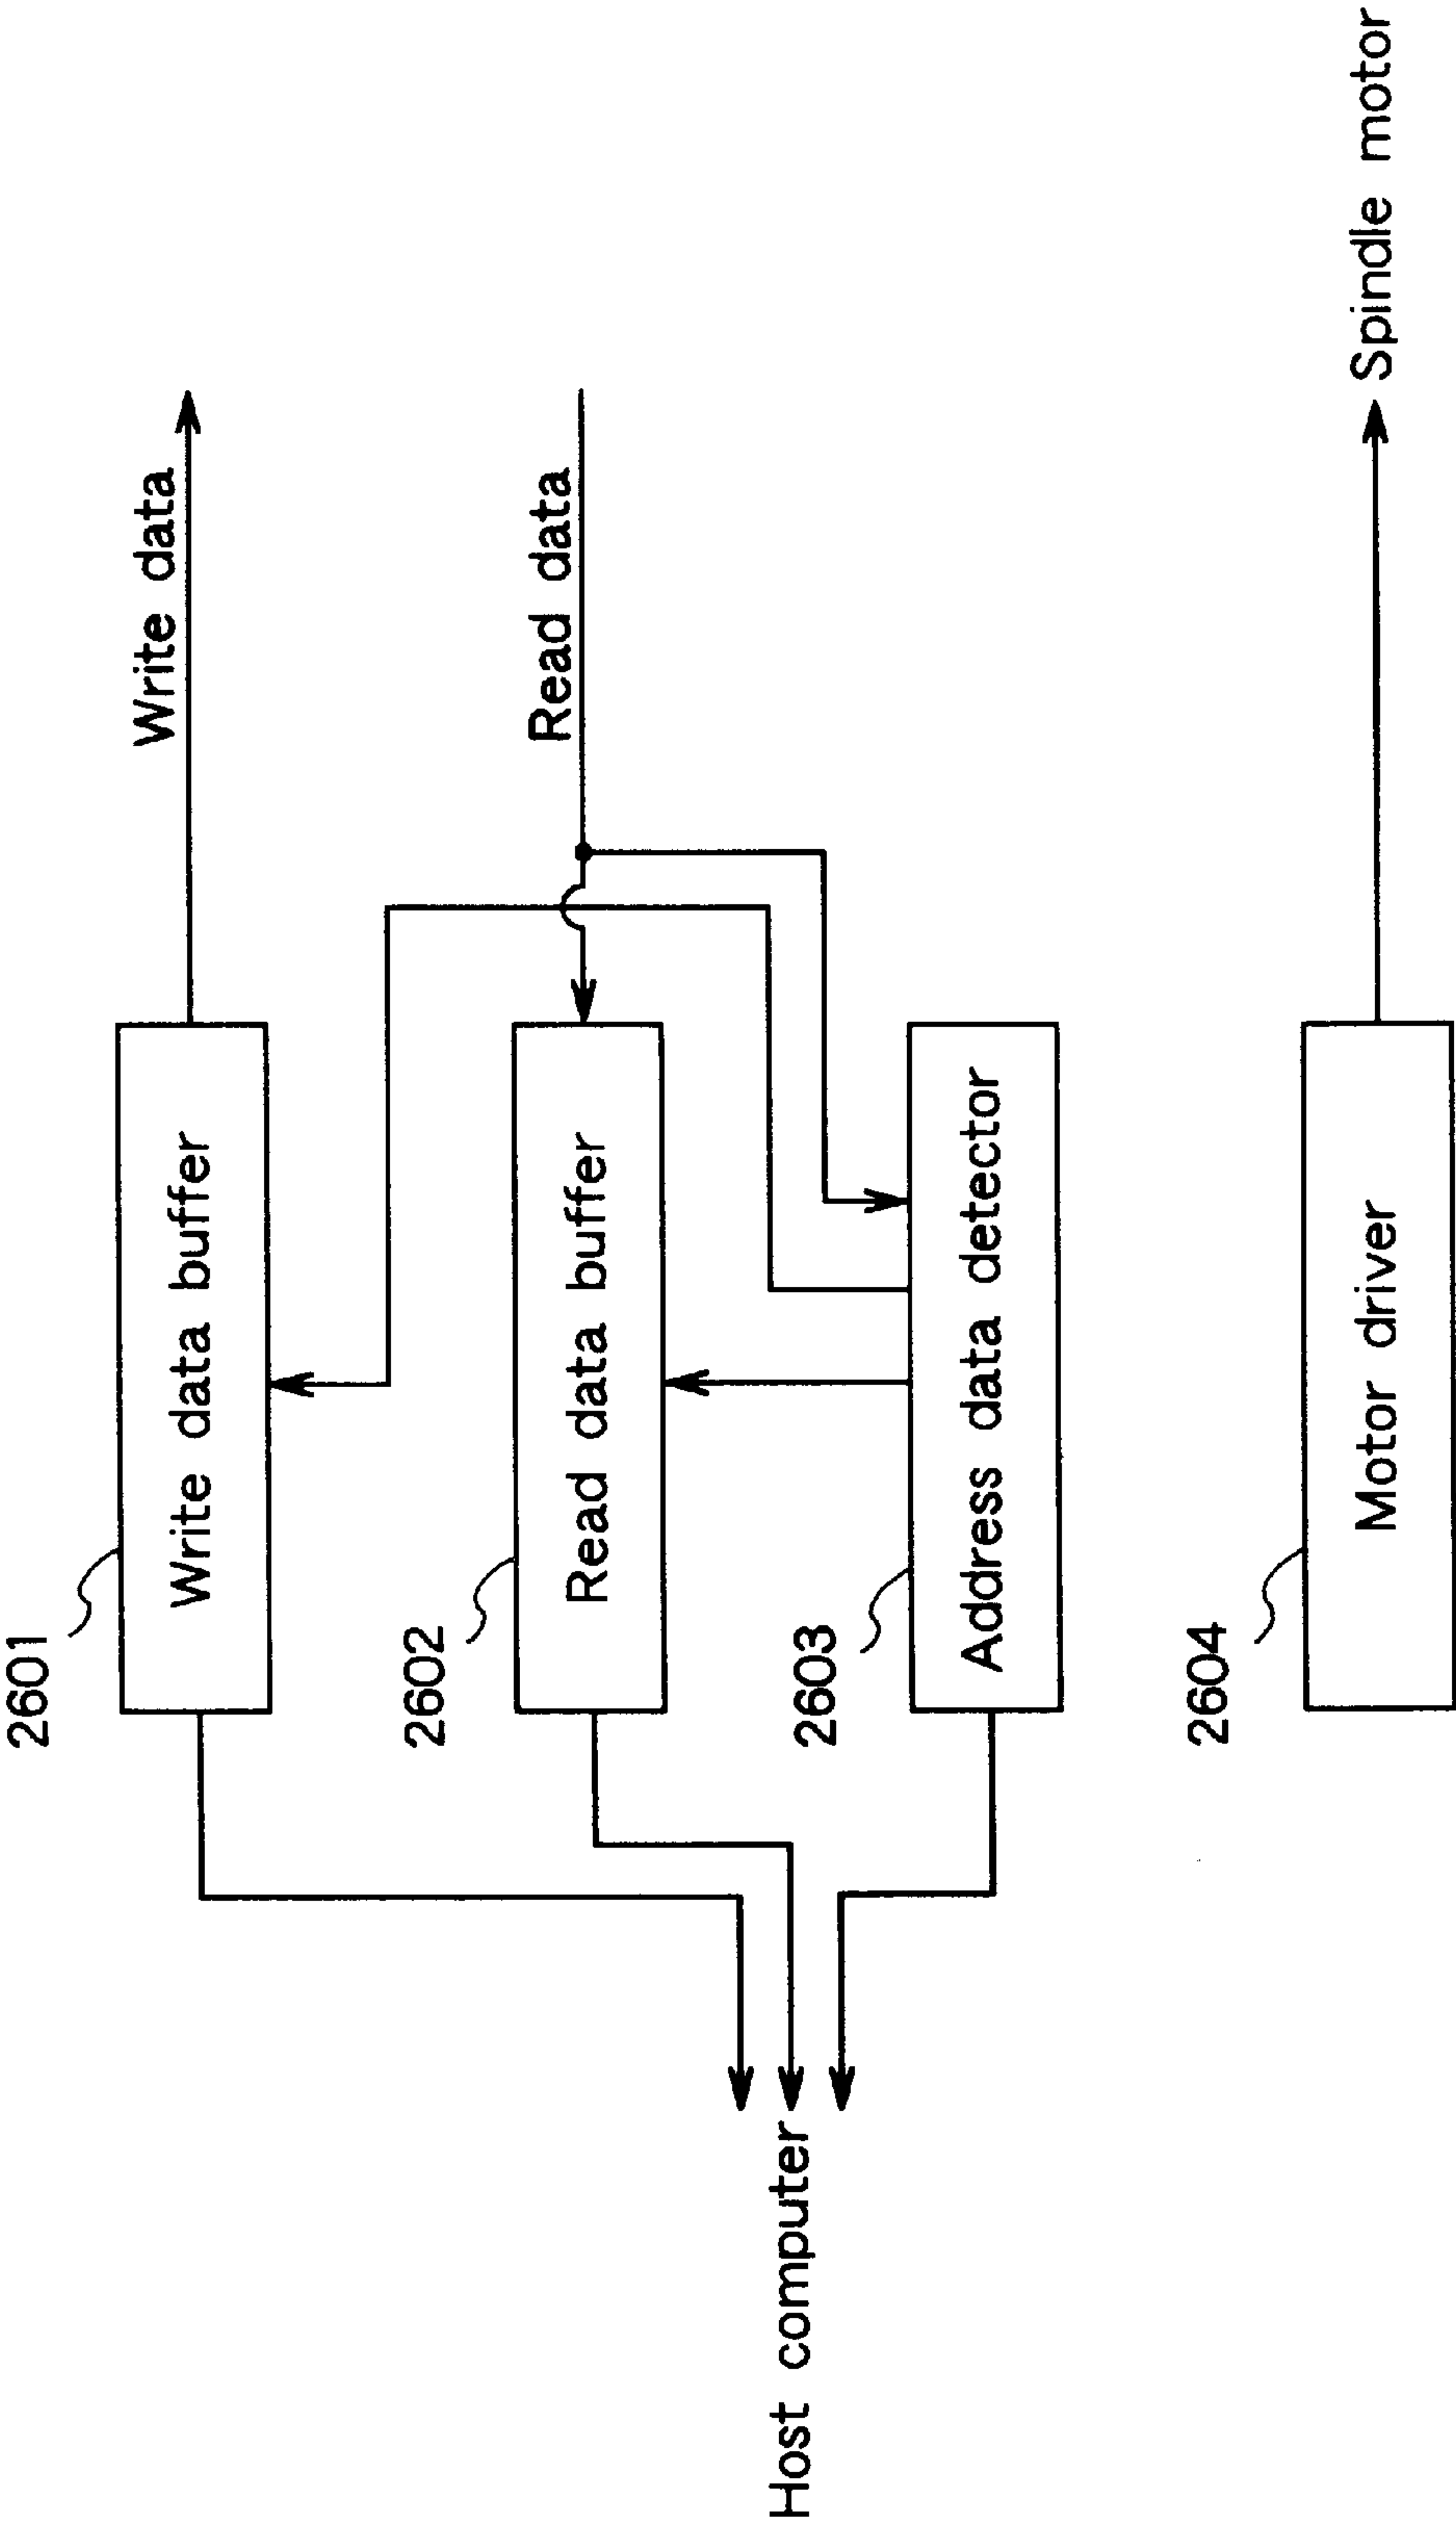 2601
Write data buffer
Write data
2602
Read data buffer
Read data
2603
Address data detector
Host computer
2604
Motor driver
Spindle motor